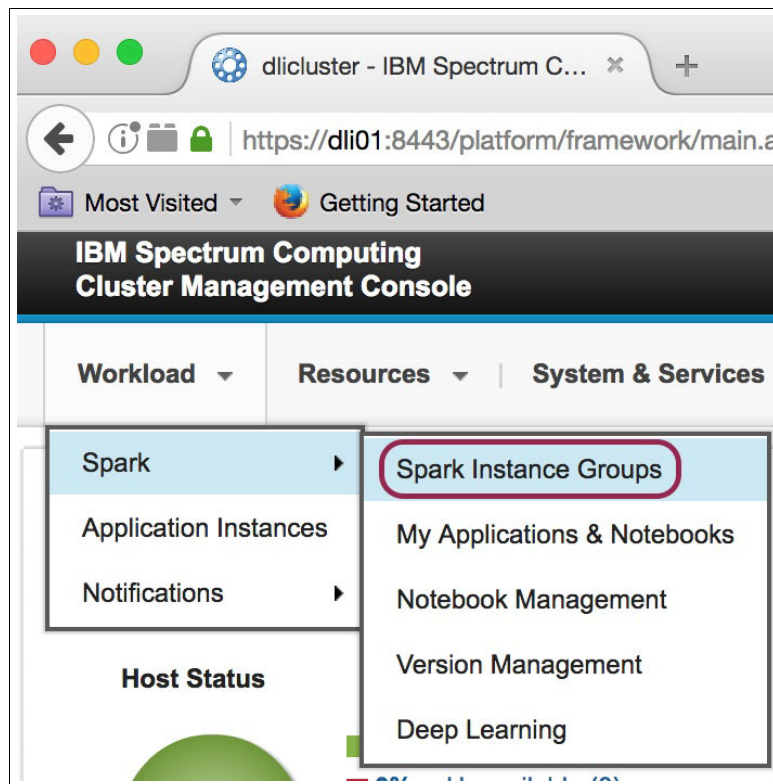 dlicluster - IBM Spectrum C...
https://dli01:8443/platform/framework/main.a
Most Visited
Getting Started
IBM Spectrum Computing
Cluster Management Console
Workload
Resources
System & Services
Spark
Application Instances
Notifications
Spark Instance Groups
My Applications & Notebooks
Notebook Management
Version Management
Deep Learning
Host Status